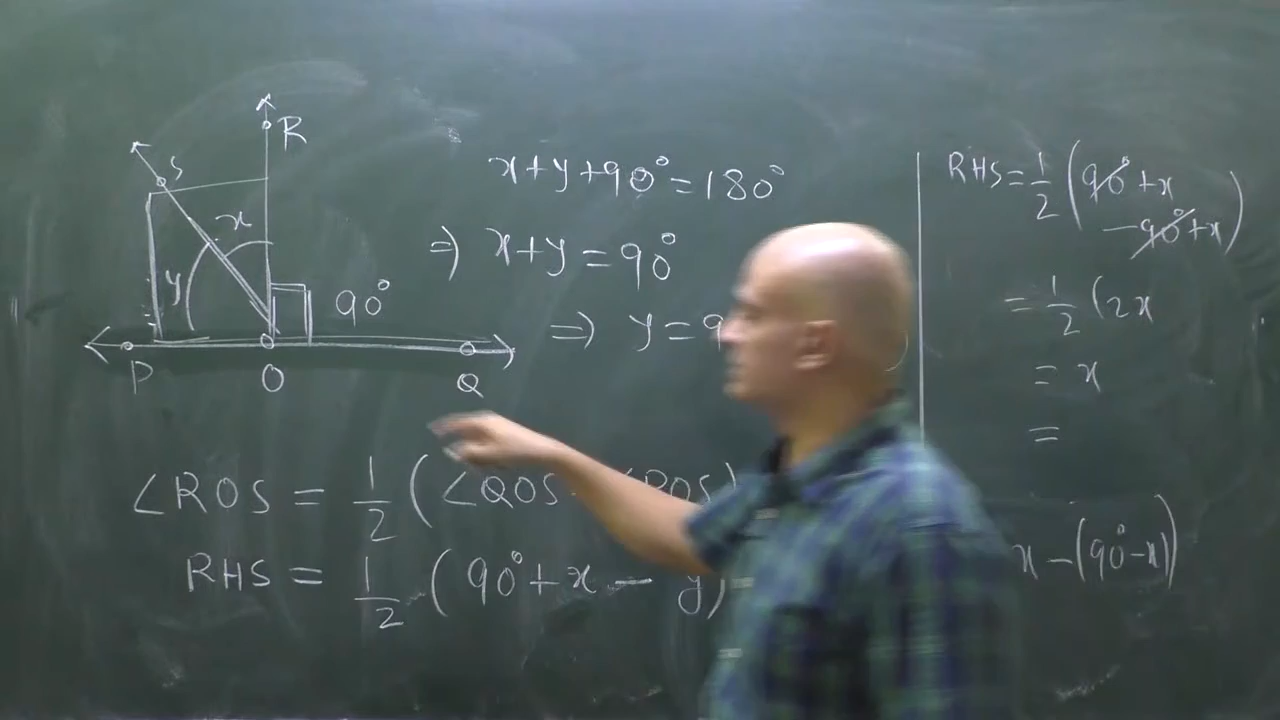 R
S
x
y
90°
P
O
Q
x+y+90°=180°
⇒ x+y=90°
⇒ y=9
∠ROS = 1/2 (∠QOS ∠POS)
RHS = 1/2 (90°+x − y)
x−(90°−x))
RHS=1/2(90°+x
−90°+x)
=1/2 (2x
= x
=